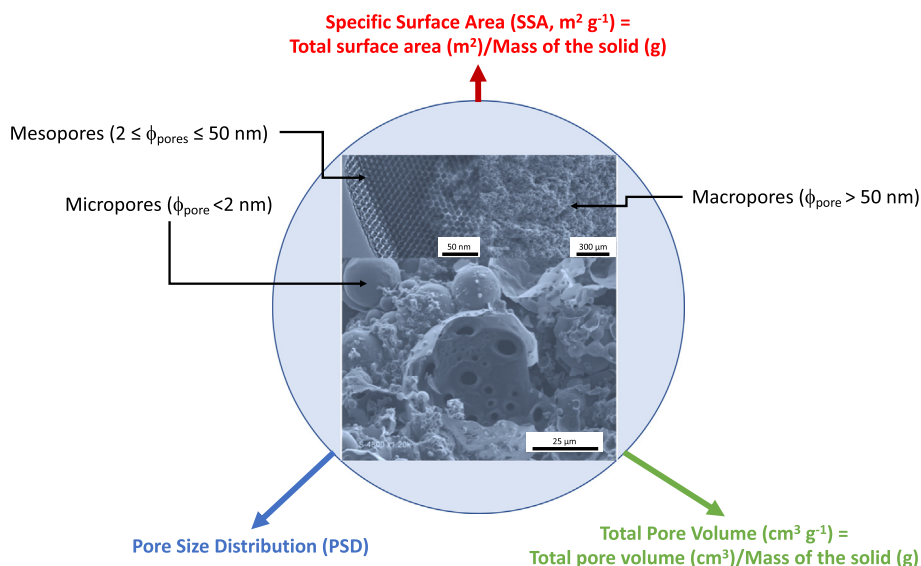 Specific Surface Area (SSA, m² g⁻¹) =
Total surface area (m²)/Mass of the solid (g)
Mesopores (2 ≤ ϕpores ≤ 50 nm)
Micropores (ϕpore <2 nm)
Macropores (ϕpore > 50 nm)
50 nm
300 µm
25 µm
Pore Size Distribution (PSD)
Total Pore Volume (cm³ g⁻¹) =
Total pore volume (cm³)/Mass of the solid (g)